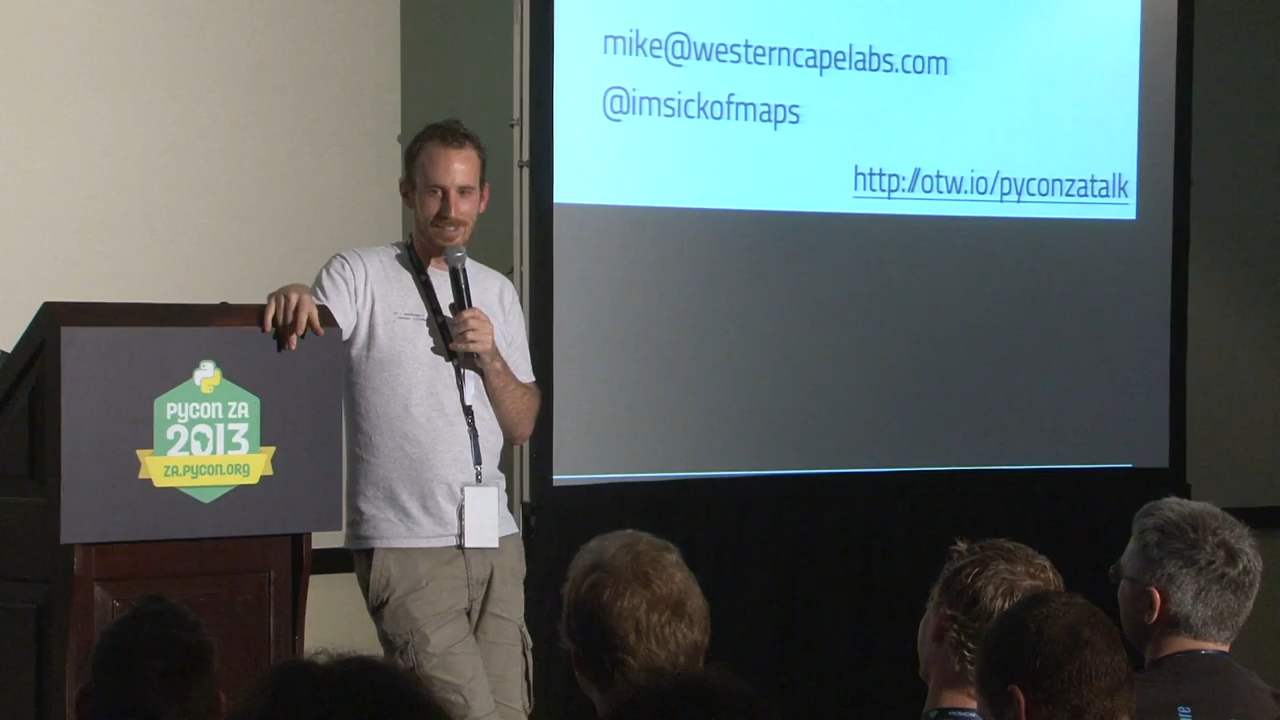 mike@westerncapelabs.com
@imsickofmaps
http://otw.io/pyconzatalk
PYCON ZA
2013
ZA.PYCON.ORG